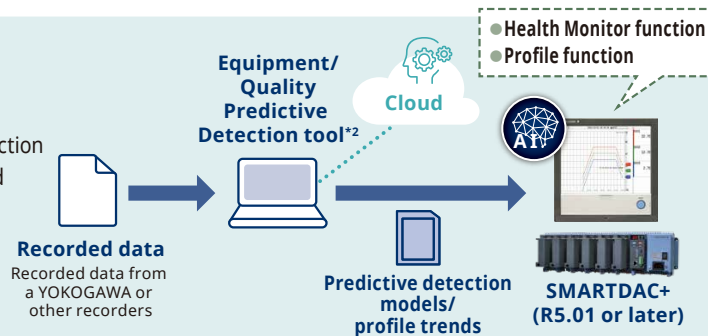 ● Health Monitor function
● Profile function
Equipment/
Quality
Predictive
Detection tool*2
Cloud
AI
Recorded data
Recorded data from
a YOKOGAWA or
other recorders
Predictive detection
models/
profile trends
SMARTDAC+
(R5.01 or later)